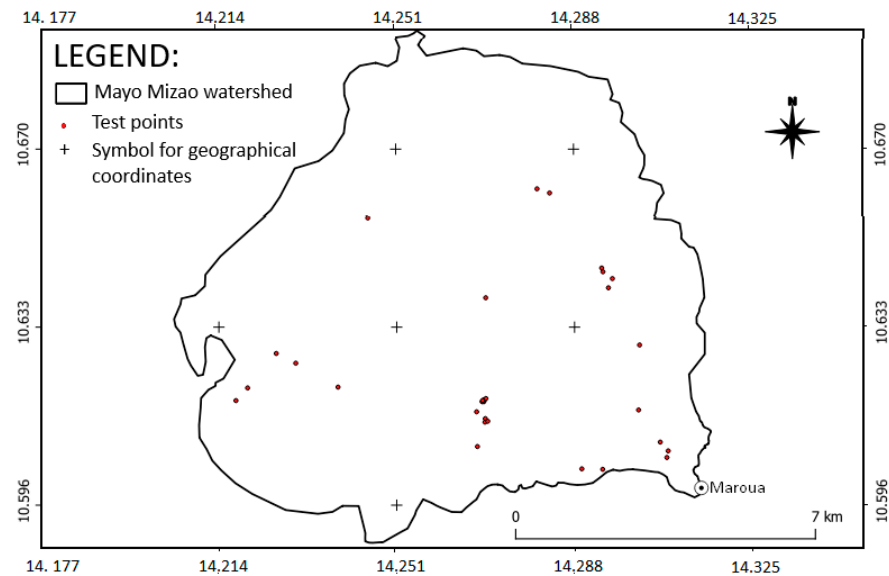 14. 177 14.214 14.251 14.288 14.325
LEGEND:
Mayo Mizao watershed
Test points
Symbol for geographical
coordinates
N
10.670 10.670
10.633 10.633
10.596 10.596
Maroua
0 7 km
14. 177 14.214 14.251 14.288 14.325